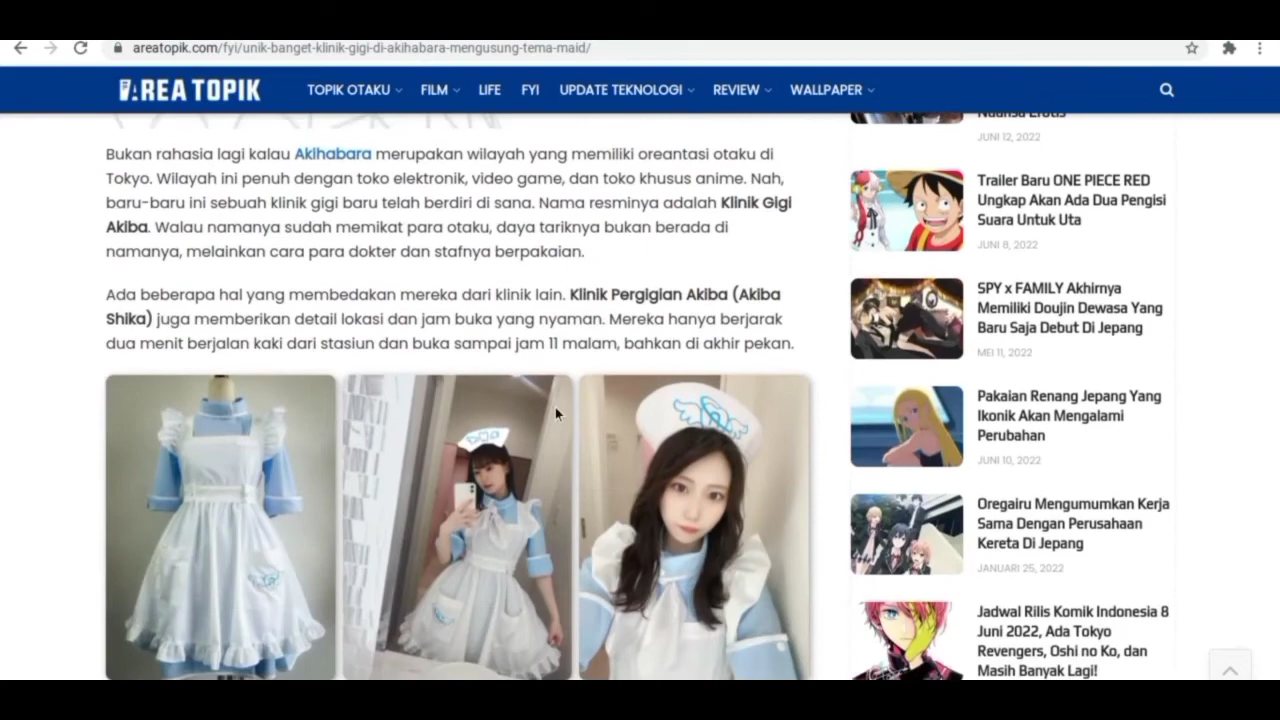 areatopik.com/fyi/unik-banget-klinik-gigi-di-akihabara-mengusung-tema-maid/
AREA TOPIK
TOPIK OTAKU
FILM
LIFE
FYI
UPDATE TEKNOLOGI
REVIEW
WALLPAPER
Bukan rahasia lagi kalau Akihabara merupakan wilayah yang memiliki oreantasi otaku di
Tokyo. Wilayah ini penuh dengan toko elektronik, video game, dan toko khusus anime. Nah,
baru-baru ini sebuah klinik gigi baru telah berdiri di sana. Nama resminya adalah Klinik Gigi
Akiba. Walau namanya sudah memikat para otaku, daya tariknya bukan berada di
namanya, melainkan cara para dokter dan stafnya berpakaian.
Ada beberapa hal yang membedakan mereka dari klinik lain. Klinik Pergigian Akiba (Akiba
Shika) juga memberikan detail lokasi dan jam buka yang nyaman. Mereka hanya berjarak
dua menit berjalan kaki dari stasiun dan buka sampai jam 11 malam, bahkan di akhir pekan.
Nuansa Erotis
JUNI 12, 2022
Trailer Baru ONE PIECE RED
Ungkap Akan Ada Dua Pengisi
Suara Untuk Uta
JUNI 8, 2022
SPY x FAMILY Akhirnya
Memiliki Doujin Dewasa Yang
Baru Saja Debut Di Jepang
MEI 11, 2022
Pakaian Renang Jepang Yang
Ikonik Akan Mengalami
Perubahan
JUNI 10, 2022
Oregairu Mengumumkan Kerja
Sama Dengan Perusahaan
Kereta Di Jepang
JANUARI 25, 2022
Jadwal Rilis Komik Indonesia 8
Juni 2022, Ada Tokyo
Revengers, Oshi no Ko, dan
Masih Banyak Lagi!